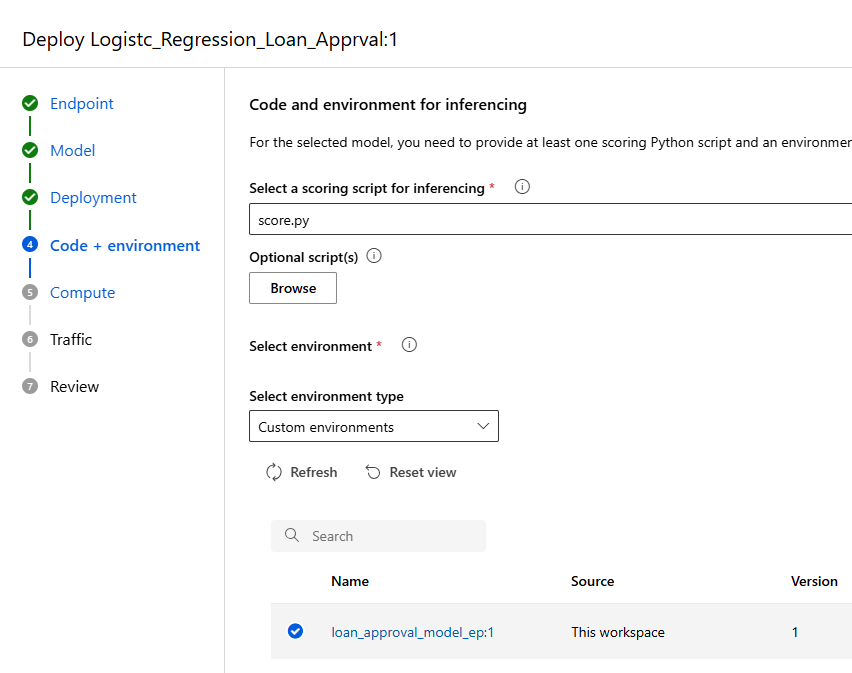 Deploy Logistc_Regression_Loan_Apprval:1
Endpoint
Model
Deployment
4 Code + environment
5 Compute
6 Traffic
7 Review
Code and environment for inferencing
For the selected model, you need to provide at least one scoring Python script and an environmen
Select a scoring script for inferencing *
score.py
Optional script(s)
Browse
Select environment *
Select environment type
Custom environments
Refresh Reset view
Search
Name Source Version
loan_approval_model_ep:1 This workspace 1